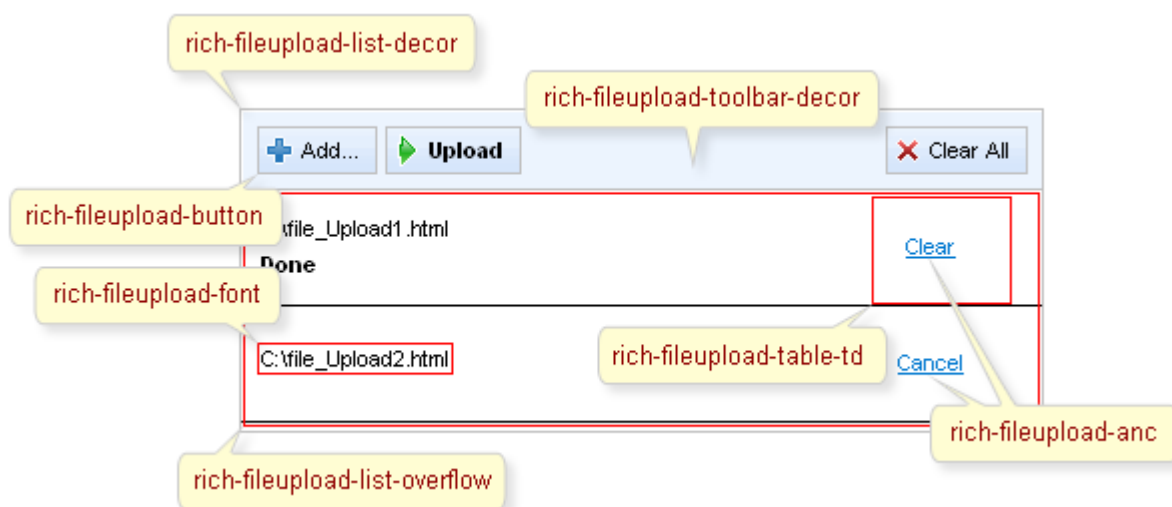 rich-fileupload-list-decor
rich-fileupload-toolbar-decor
Add... Upload Clear All
rich-fileupload-button
\file_Upload1.html
Clear
Done
rich-fileupload-font
rich-fileupload-table-td
C:\file_Upload2.html
Cancel
rich-fileupload-anc
rich-fileupload-list-overflow